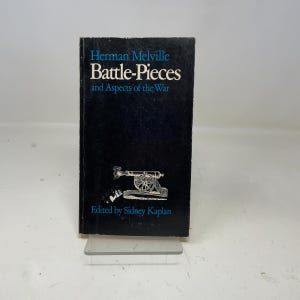 Herman Melville
Battle-Pieces
and Aspects of the War
Edited by Sidney Kaplan